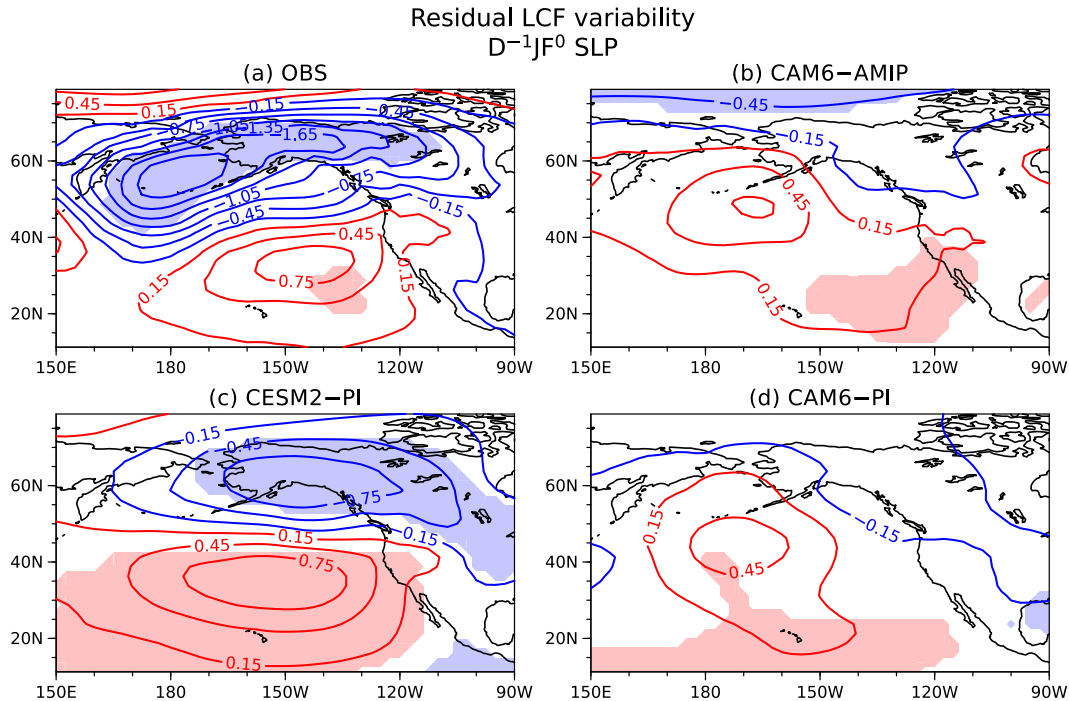 Residual LCF variability
D⁻¹JF⁰ SLP
(a) OBS
(b) CAM6−AMIP
0.45
0.15
−0.15
−0.45
−0.75
−1.05
−1.35
−1.65
−0.75
−1.05
−0.45
−0.15
0.45
0.75
0.15
0.15
60N
40N
20N
150E
180
150W
120W
90W
−0.45
−0.15
0.45
0.15
0.15
60N
40N
20N
150E
180
150W
120W
90W
(c) CESM2−PI
(d) CAM6−PI
−0.15
−0.45
−0.75
−0.15
0.15
0.45
0.75
0.15
60N
40N
20N
150E
180
150W
120W
90W
0.15
−0.15
0.45
60N
40N
20N
150E
180
150W
120W
90W